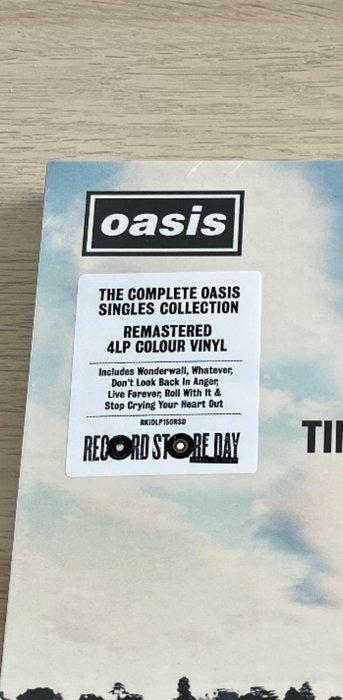 oasis
THE COMPLETE OASIS
SINGLES COLLECTION
REMASTERED
4LP COLOUR VINYL
Includes Wonderwall, Whatever,
Don't Look Back In Anger,
Live Forever, Roll With It &
Stop Crying Your Heart Out
RKIDLP150RSD
RECORD STORE DAY